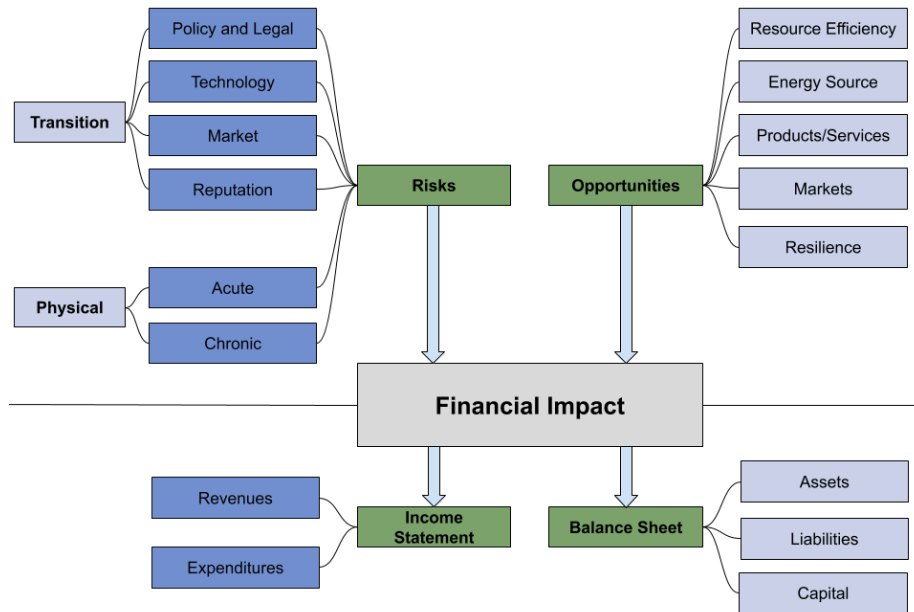 Policy and Legal
Technology
Transition
Market
Reputation
Risks
Physical
Acute
Chronic
Resource Efficiency
Energy Source
Products/Services
Opportunities
Markets
Resilience
Financial Impact
Revenues
Expenditures
Income
Statement
Balance Sheet
Assets
Liabilities
Capital